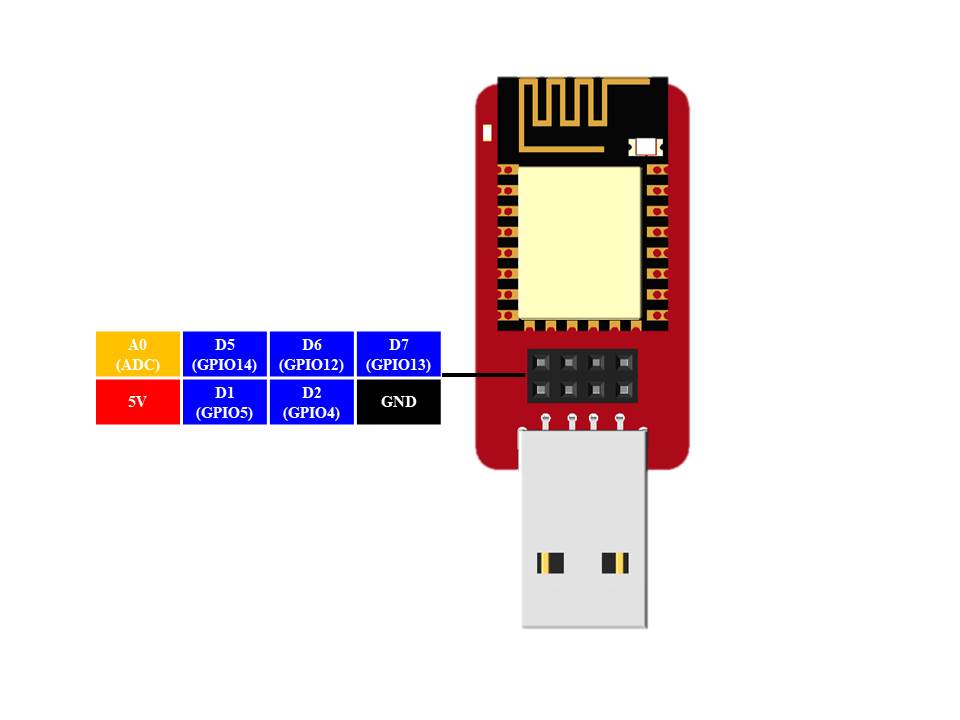 A0
(ADC)
D5
(GPIO14)
D6
(GPIO12)
D7
(GPIO13)
5V
D1
(GPIO5)
D2
(GPIO4)
GND